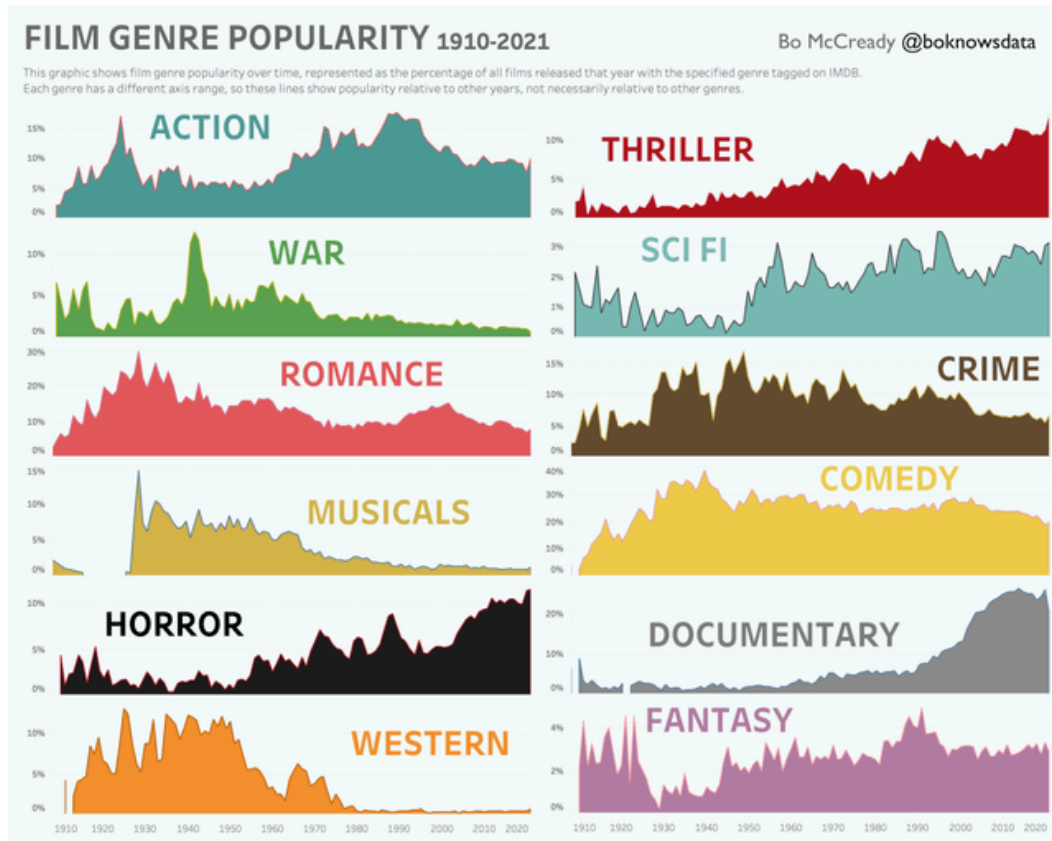 FILM GENRE POPULARITY 1910-2021
Bo McCready @boknowsdata
This graphic shows film genre popularity over time, represented as the percentage of all films released that year with the specified genre tagged on IMDB.
Each genre has a different axis range, so these lines show popularity relative to other years, not necessarily relative to other genres.
ACTION
15%
10%
5%
0%
THRILLER
10%
5%
0%
WAR
10%
5%
0%
SCI FI
3%
2%
1%
0%
ROMANCE
30%
20%
10%
0%
CRIME
15%
10%
5%
0%
MUSICALS
15%
10%
5%
0%
COMEDY
40%
30%
20%
10%
0%
HORROR
10%
5%
0%
DOCUMENTARY
20%
10%
0%
WESTERN
10%
5%
0%
FANTASY
4%
2%
0%
1910 1920 1930 1940 1950 1960 1970 1980 1990 2000 2010 2020
1910 1920 1930 1940 1950 1960 1970 1980 1990 2000 2010 2020